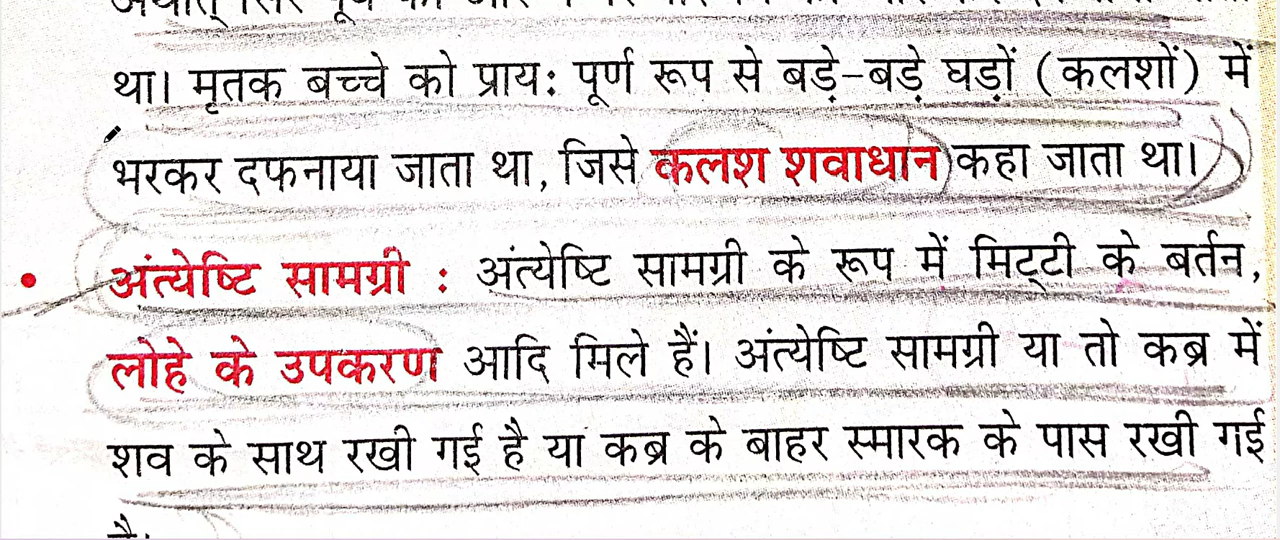 था। मृतक बच्चे को प्रायः पूर्ण रूप से बड़े-बड़े घड़ों (कलशों) में
भरकर दफनाया जाता था, जिसे कलश शवाधान कहा जाता था।
• अंत्येष्टि सामग्री : अंत्येष्टि सामग्री के रूप में मिट्टी के बर्तन,
लोहे के उपकरण आदि मिले हैं। अंत्येष्टि सामग्री या तो कब्र में
शव के साथ रखी गई है या कब्र के बाहर स्मारक के पास रखी गई